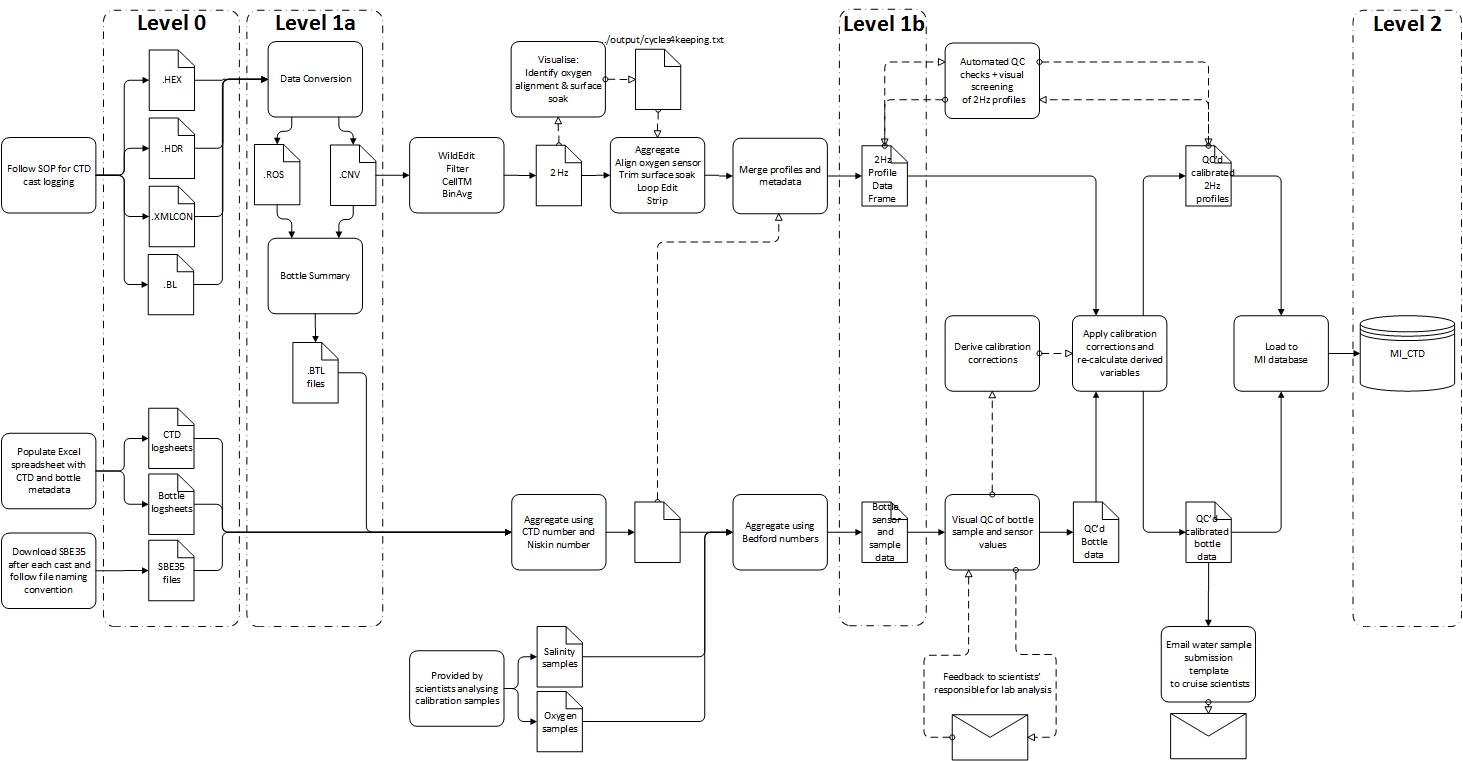 Level 0
Level 1a
Level 1b
Level 2
Follow SOP for CTD
cast logging
.HEX
.HDR
.XMLCON
.BL
Data Conversion
.ROS
.CNV
Bottle Summary
.BTL
files
WildEdit
Filter
CellTM
BinAvg
Visualise:
Identify oxygen
alignment & surface
soak
./output/cycles4keeping.txt
2 Hz
Aggregate
Align oxygen sensor
Trim surface soak
Loop Edit
Strip
Merge profiles and
metadata
2Hz
Profile
Data
Frame
Automated QC
checks + visual
screening
of 2Hz profiles
QC'd
calibrated
2Hz
profiles
Derive calibration
corrections
Apply calibration
corrections and
re-calculate derived
variables
Load to
MI database
MI_CTD
Populate Excel
spreadsheet with
CTD and bottle
metadata
CTD
logsheets
Bottle
logsheets
Download SBE35
after each cast and
follow file naming
convention
SBE35
files
Aggregate using
CTD number and
Niskin number
Aggregate using
Bedford numbers
Bottle
sensor
and
sample
data
Visual QC of bottle
sample and sensor
values
QC'd
Bottle
data
QC'd
calibrated
bottle
data
Provided by
scientists analysing
calibration samples
Salinity
samples
Oxygen
samples
Feedback to scientists'
responsible for lab analysis
Email water sample
submission
template
to cruise scientists